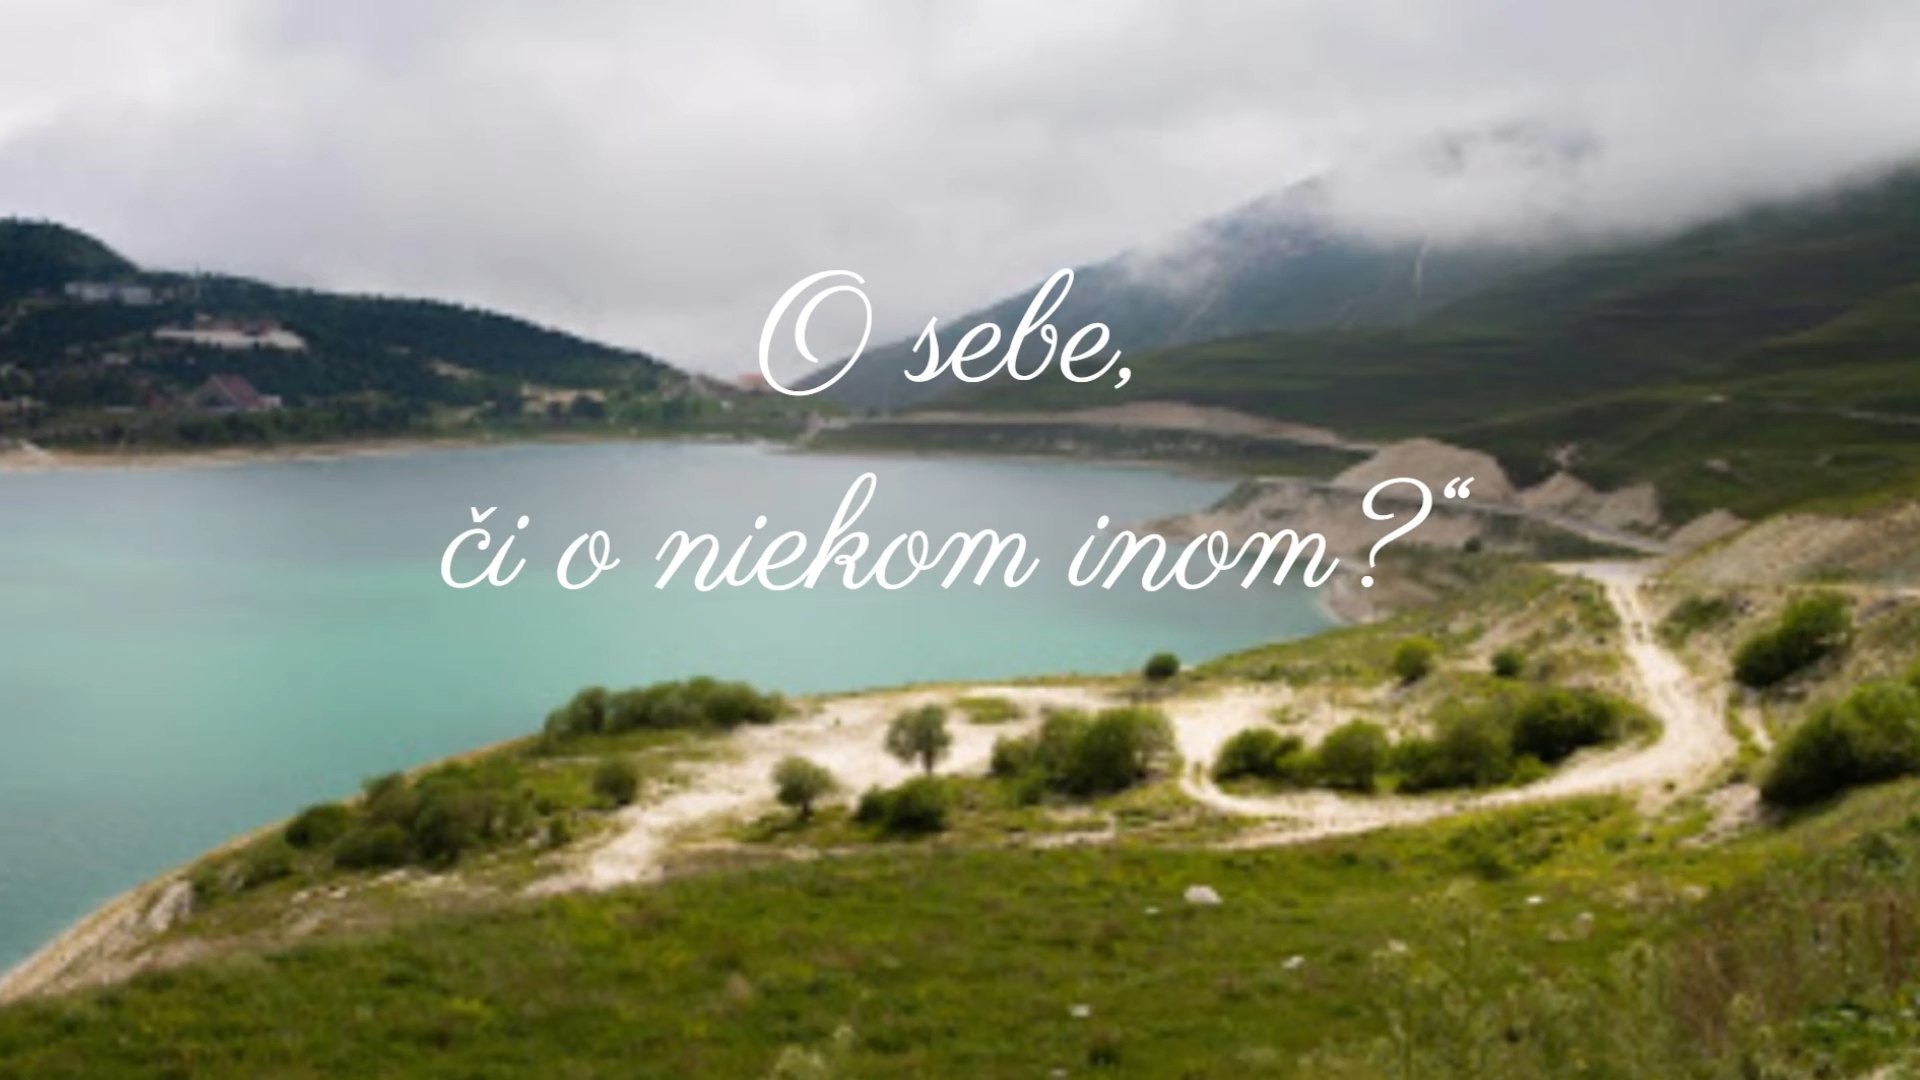 O sebe,
či o niekom inom?“